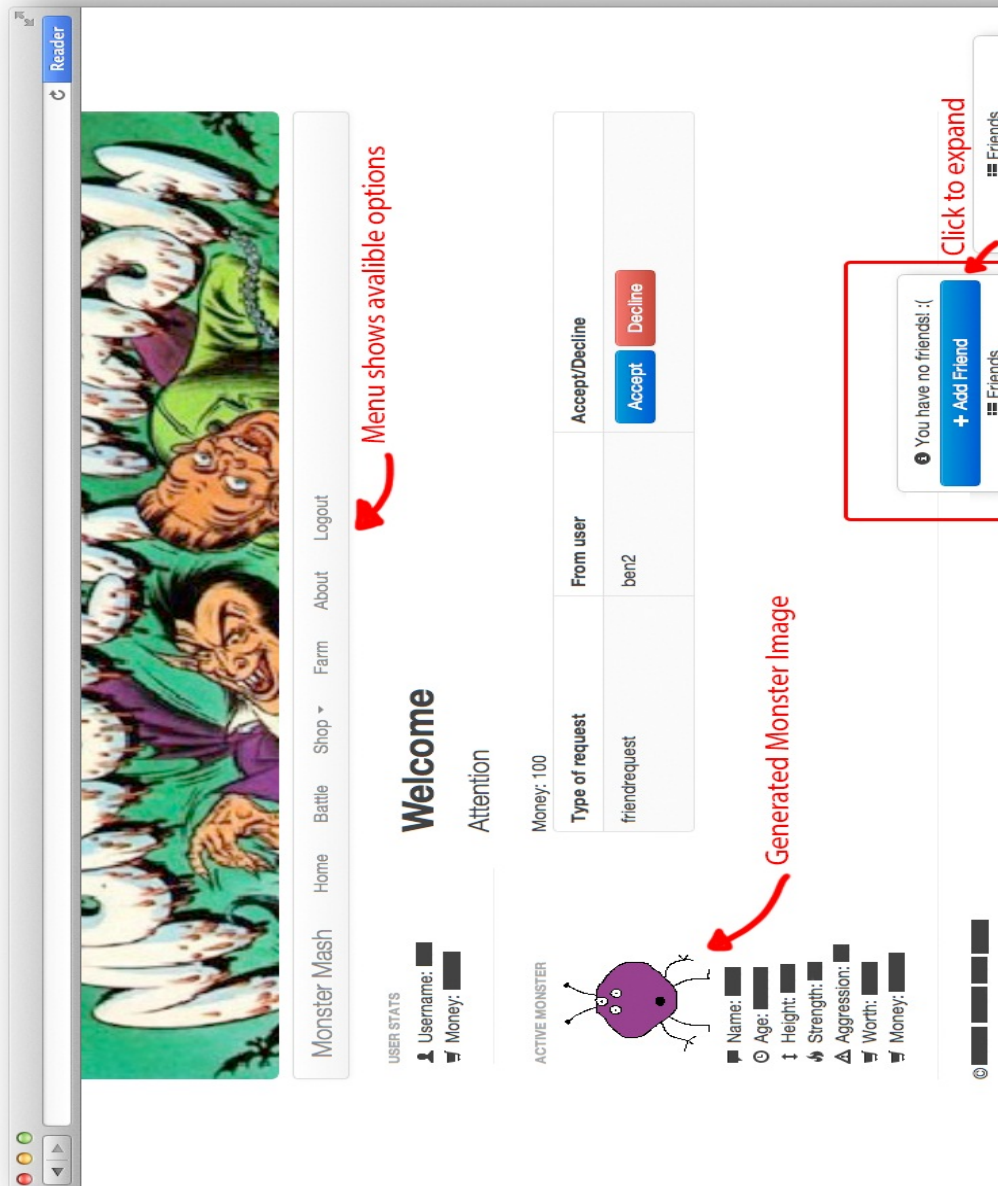 Reader
Monster Mash Home Battle Shop Farm About Logout
Menu shows avalible options
USER STATS
Username:
Money:
Welcome
Attention
Money: 100
Type of request From user Accept/Decline
friendrequest ben2 Accept Decline
ACTIVE MONSTER
Generated Monster Image
Name:
Age:
Height:
Strength:
Aggression:
Worth:
Money:
You have no friends! :(
+ Add Friend
Friends
Click to expand
Friends
©